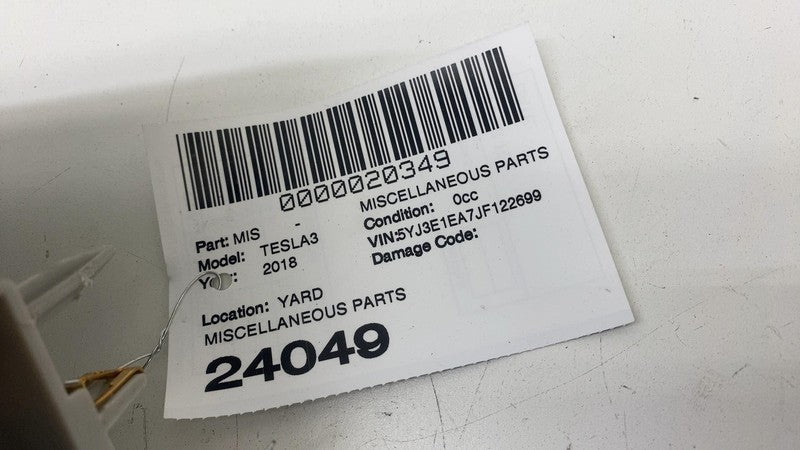 0000020349
Part: MIS - MISCELLANEOUS PARTS
Model: TESLA3 Condition: 0cc
2018 VIN:5YJ3E1EA7JF122699
Damage Code:
Location: YARD
MISCELLANEOUS PARTS
24049